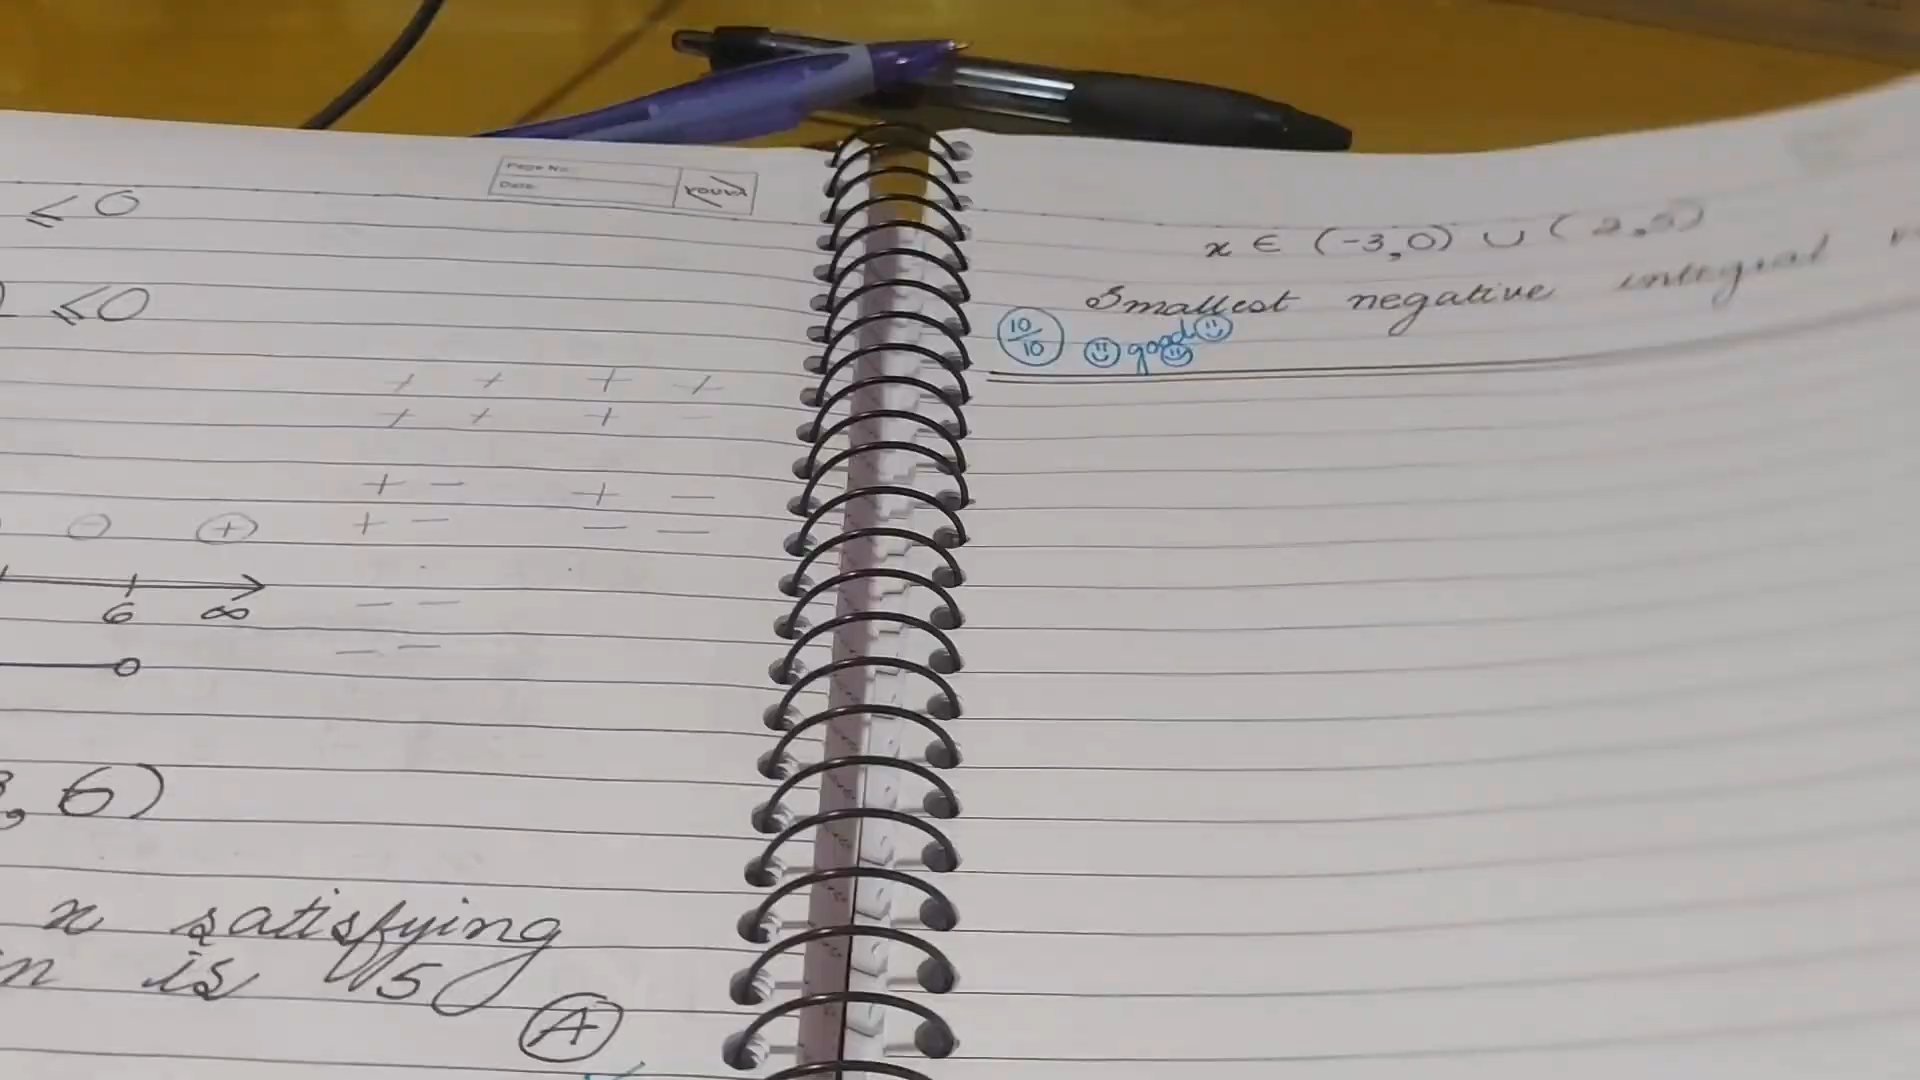 Page No.:
Date:
YOUVA
≤ 0
≤0
+ + + +
+ + + -
+ - + -
⊖ ⊕ + - - -
6 ∞
- -
- -
, 6)
x satisfying
is 5
A
x ∈ (-3,0) ∪ (2,5)
Smallest negative integral
10/10 good